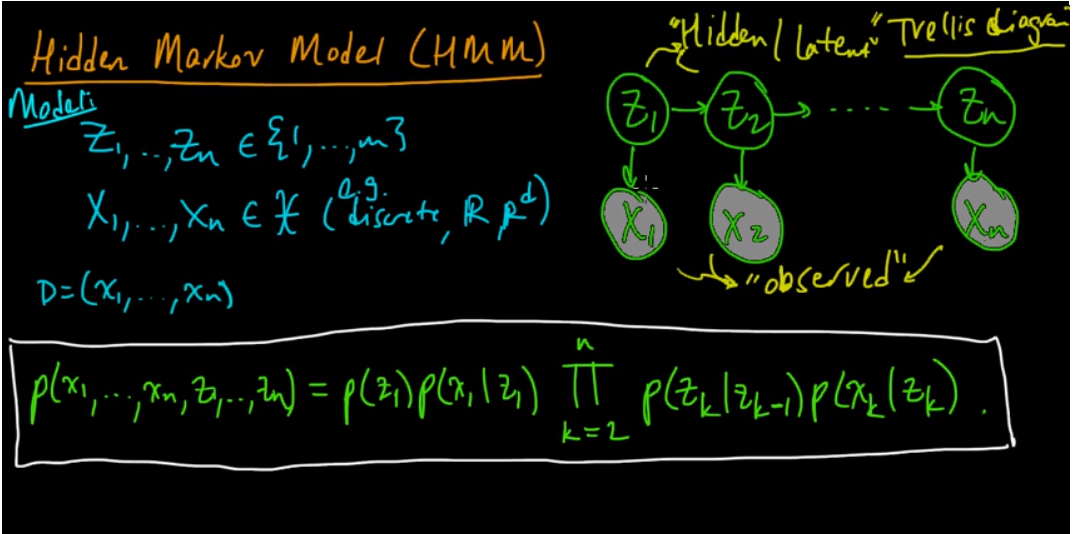 Hidden Markov Model (HMM)
"Hidden / latent" Trellis diagram
Model:
Z₁,..,Zₙ ∈ {1,...,m}
X₁,...,Xₙ ∈ 𝒳 (e.g. discrete, ℝ, ℝᵈ)
D=(x₁,...,xₙ)
Z₁ → Z₂ → ..... → Zₙ
X₁ X₂ Xₙ
"observed"
p(x₁,...,xₙ,z₁,..,zₙ) = p(z₁)p(x₁|z₁) ∏ₖ₌₂ⁿ p(zₖ|zₖ₋₁)p(xₖ|zₖ).